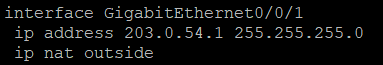 interface GigabitEthernet0/0/1
ip address 203.0.54.1 255.255.255.0
ip nat outside